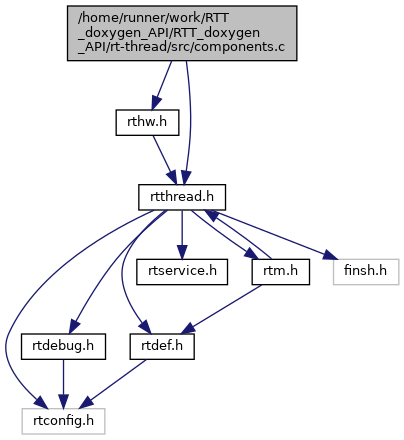 /home/runner/work/RTT
_doxygen_API/RTT_doxygen
_API/rt-thread/src/components.c
rthw.h
rtthread.h
rtservice.h
rtm.h
finsh.h
rtdebug.h
rtdef.h
rtconfig.h